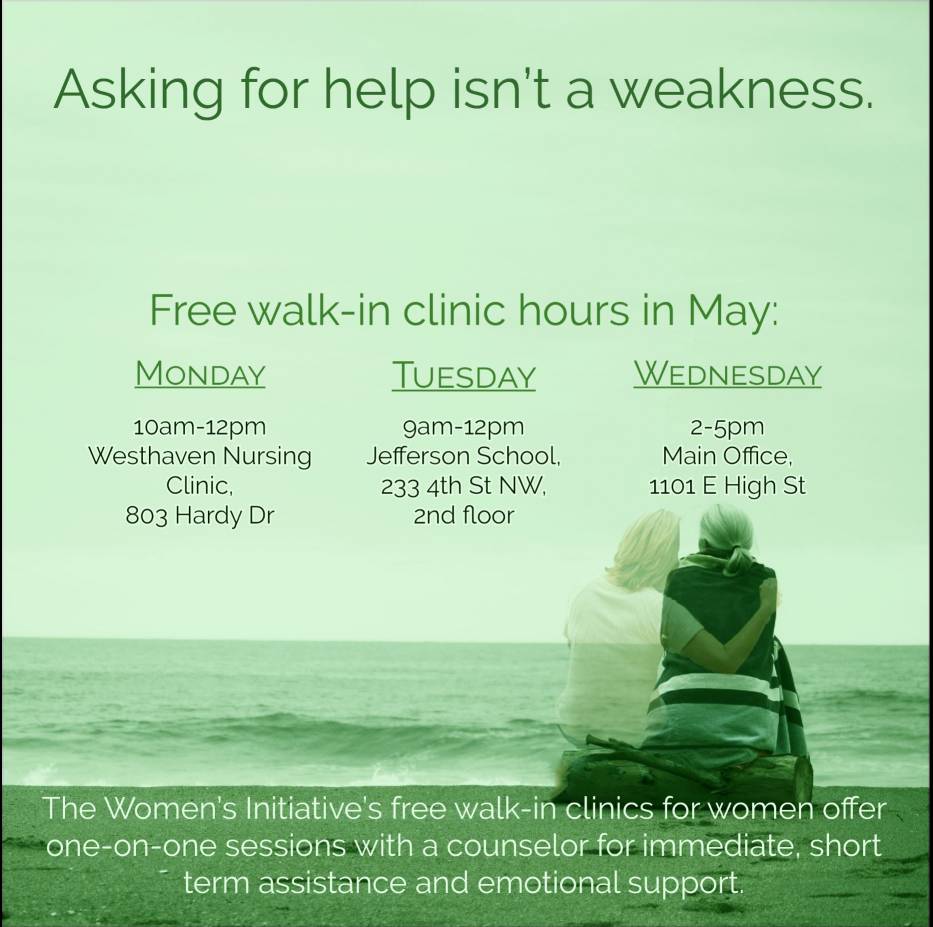 Asking for help isn't a weakness.
Free walk-in clinic hours in May:
MONDAY
10am-12pm
Westhaven Nursing
Clinic,
803 Hardy Dr
TUESDAY
9am-12pm
Jefferson School,
233 4th St NW,
2nd floor
WEDNESDAY
2-5pm
Main Office,
1101 E High St
The Women's Initiative's free walk-in clinics for women offer
one-on-one sessions with a counselor for immediate, short
term assistance and emotional support.